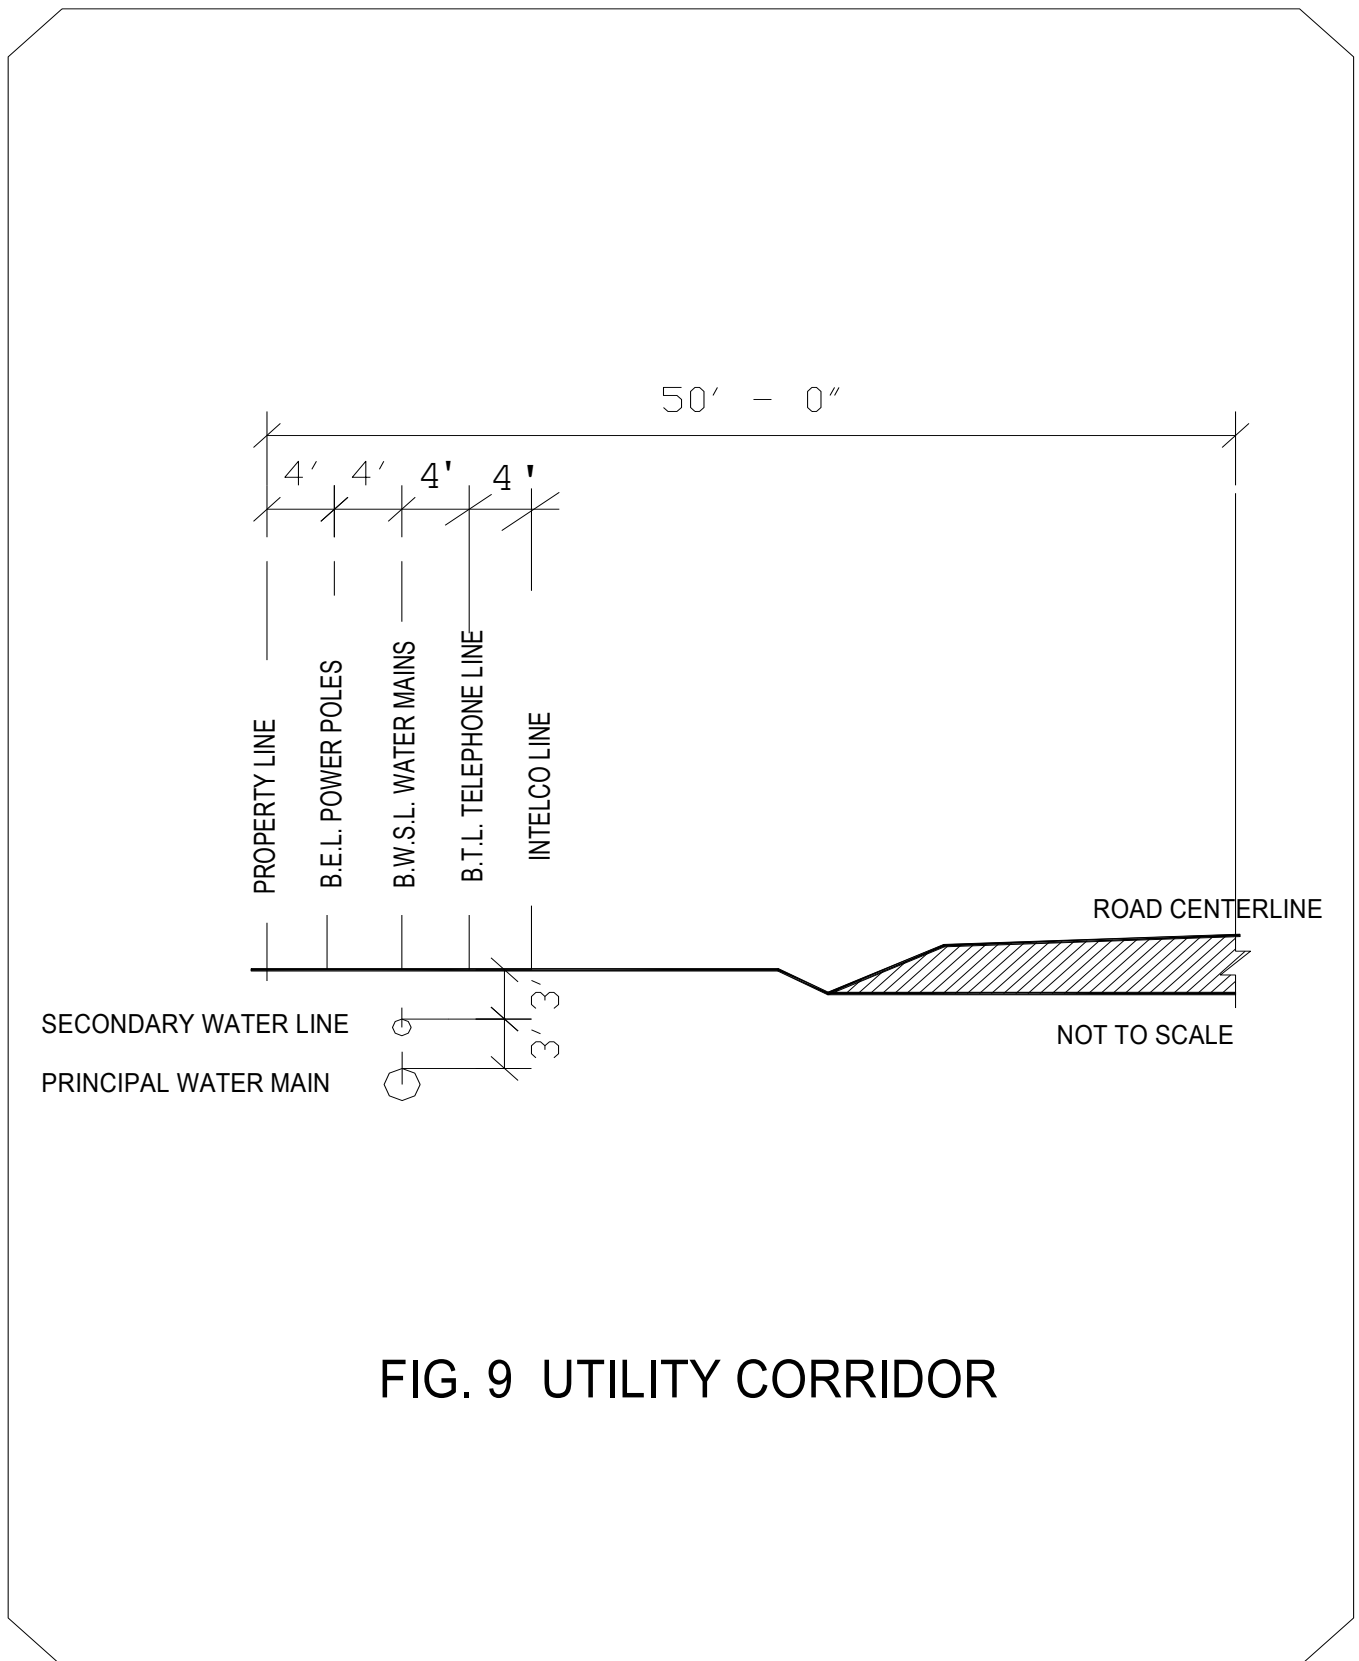 50' - 0"
4' 4' 4' 4'
PROPERTY LINE
B.E.L. POWER POLES
B.W.S.L. WATER MAINS
B.T.L. TELEPHONE LINE
INTELCO LINE
ROAD CENTERLINE
3'
SECONDARY WATER LINE
NOT TO SCALE
3'
PRINCIPAL WATER MAIN
FIG. 9 UTILITY CORRIDOR